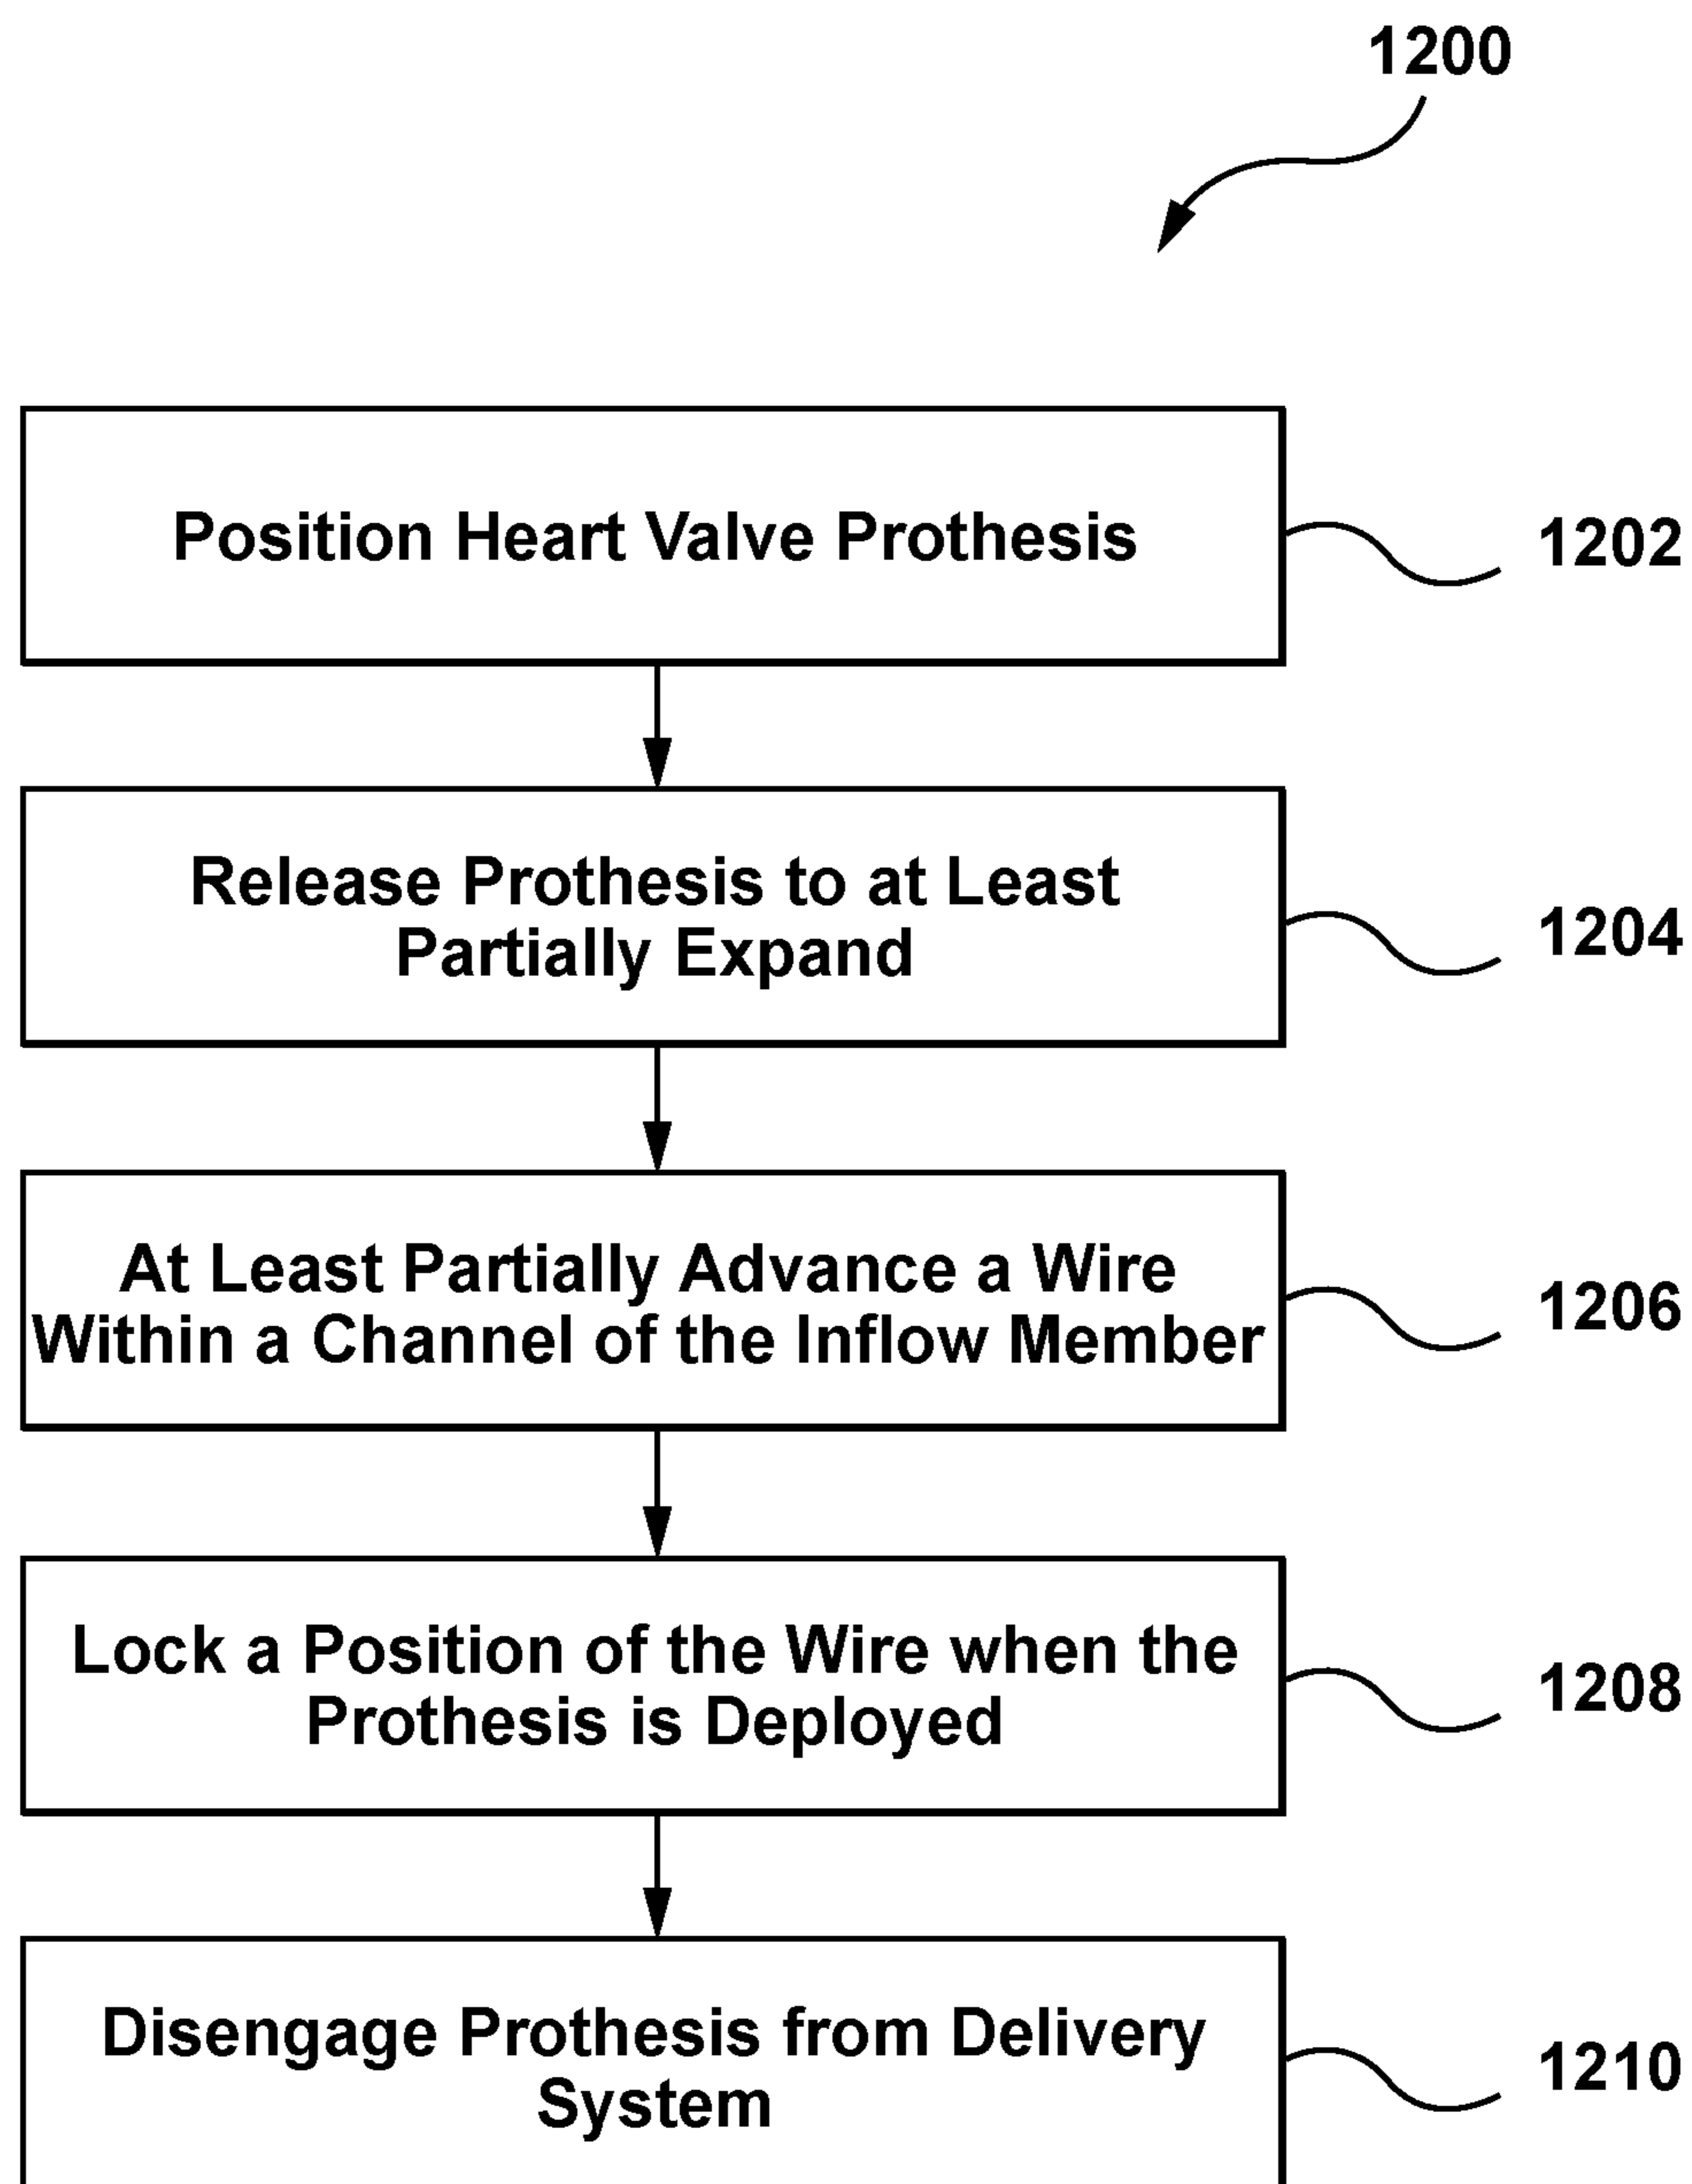 1200
Position Heart Valve Prothesis
1202
Release Prothesis to at Least
Partially Expand
1204
At Least Partially Advance a Wire
Within a Channel of the Inflow Member
1206
Lock a Position of the Wire when the
Prothesis is Deployed
1208
Disengage Prothesis from Delivery
System
1210